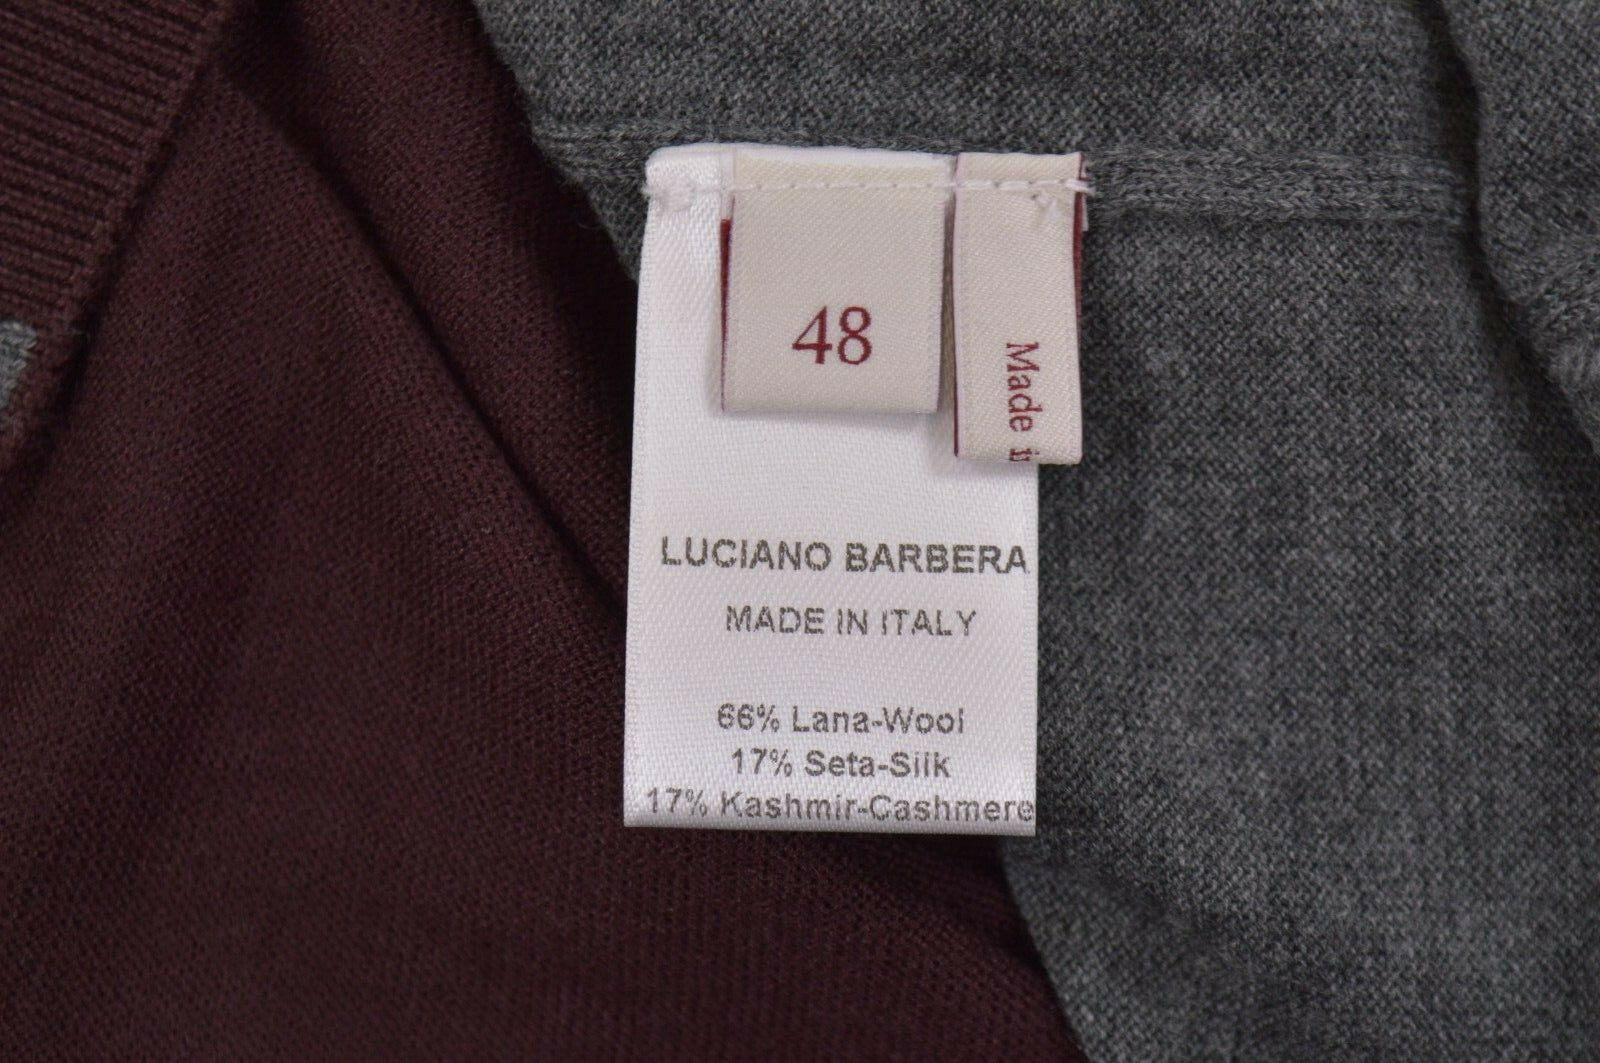 48
Made
LUCIANO BARBERA
MADE IN ITALY
66% Lana-Wool
17% Seta-Silk
17% Kashmir-Cashmere